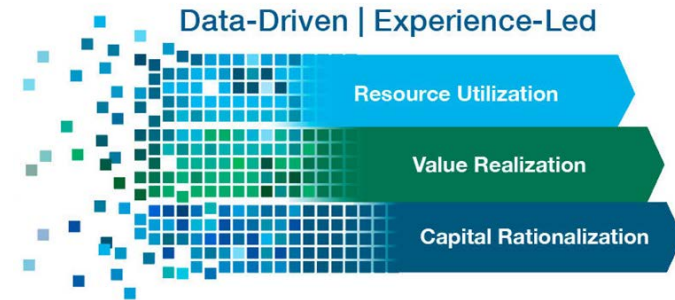 Data-Driven | Experience-Led
Resource Utilization
Value Realization
Capital Rationalization